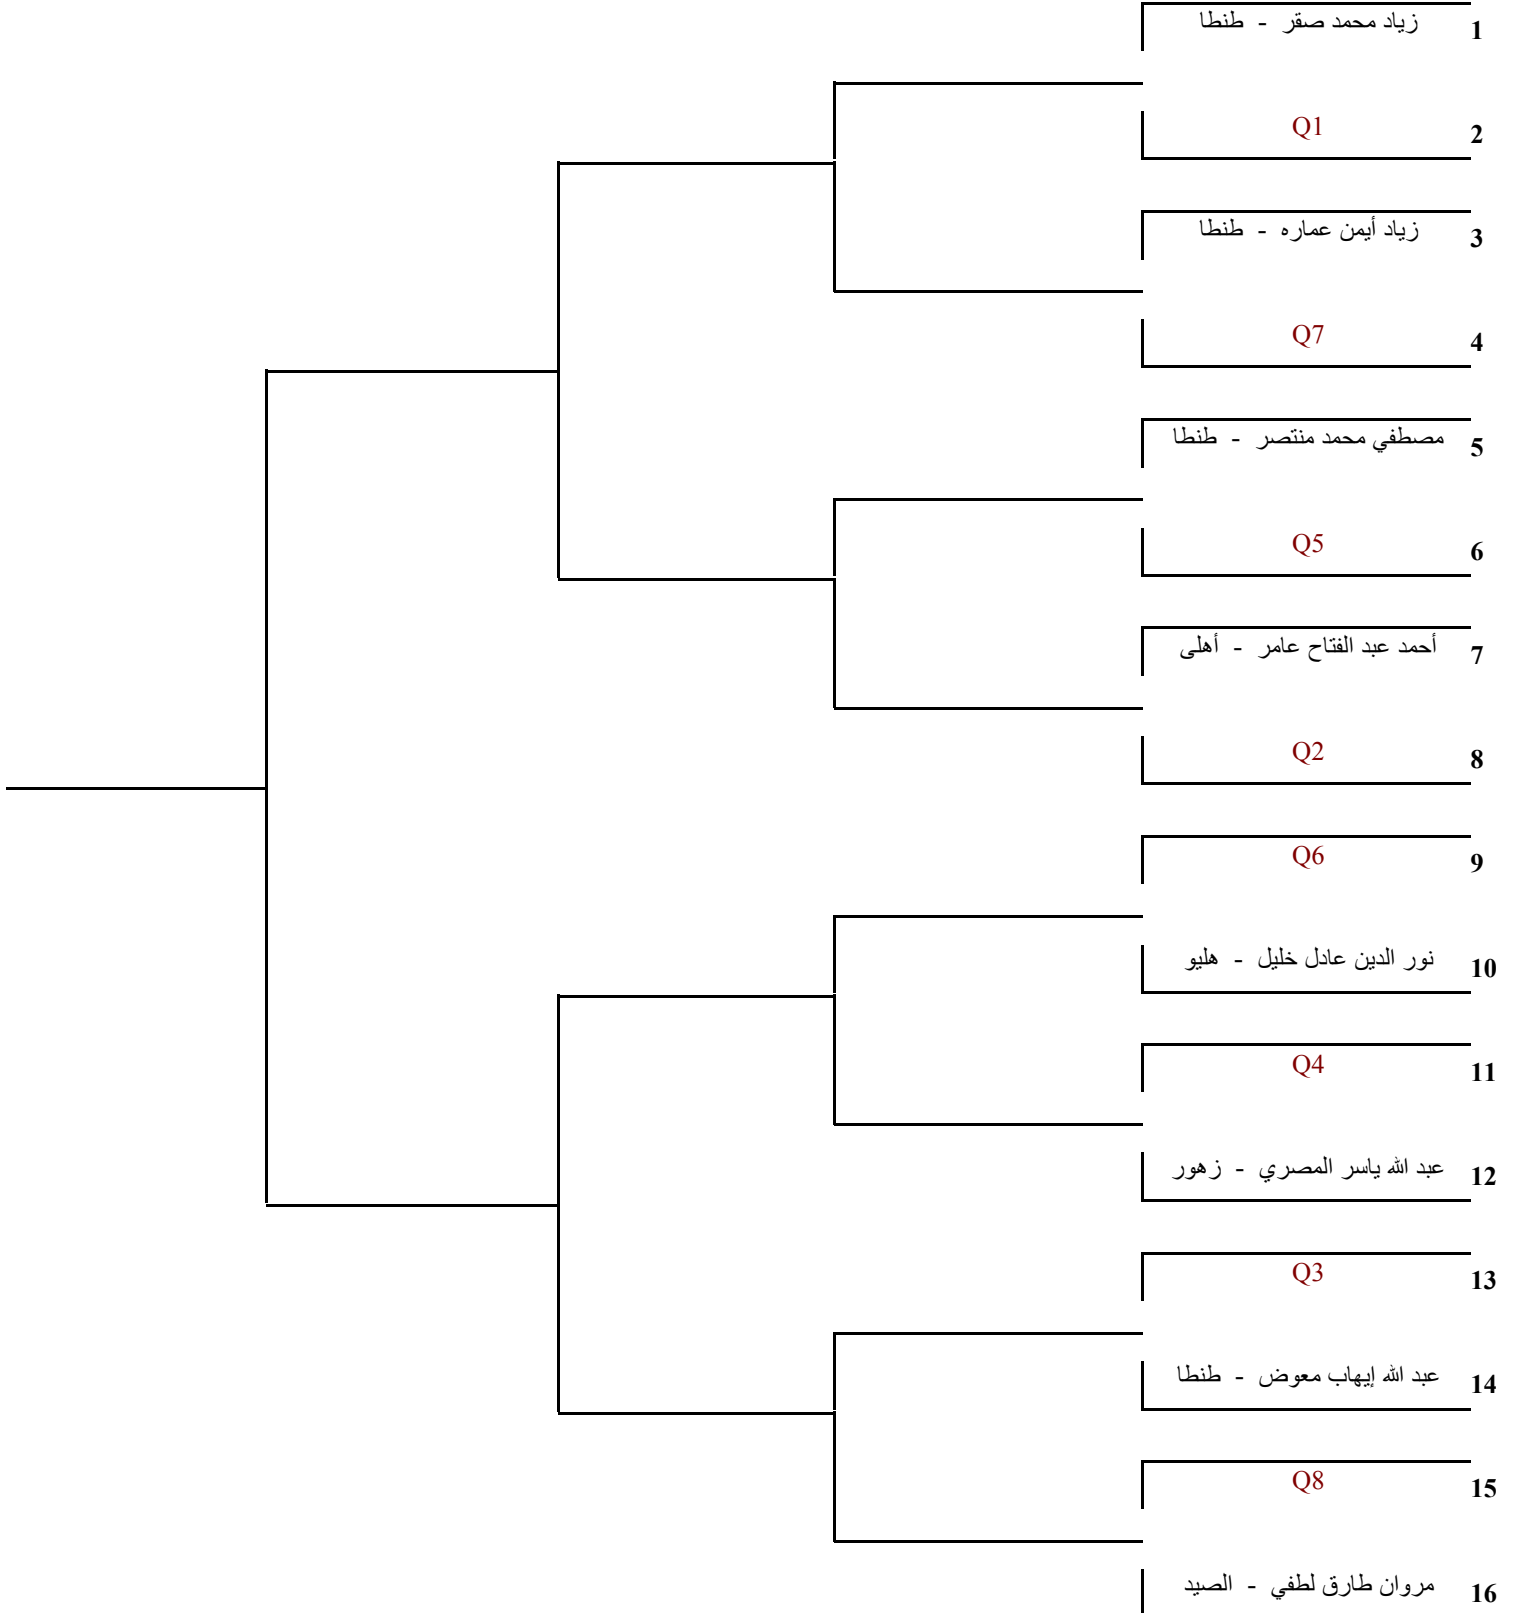 1 زياد محمد صقر - طنطا
2 Q1
3 زياد أيمن عماره - طنطا
4 Q7
5 مصطفي محمد منتصر - طنطا
6 Q5
7 أحمد عبد الفتاح عامر - أهلى
8 Q2
9 Q6
10 نور الدين عادل خليل - هليو
11 Q4
12 عبد الله ياسر المصري - زهور
13 Q3
14 عبد الله إيهاب معوض - طنطا
15 Q8
16 مروان طارق لطفي - الصيد